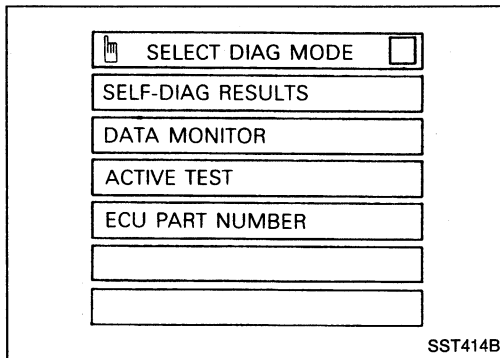 SELECT DIAG MODE
SELF-DIAG RESULTS
DATA MONITOR
ACTIVE TEST
ECU PART NUMBER
SST414B